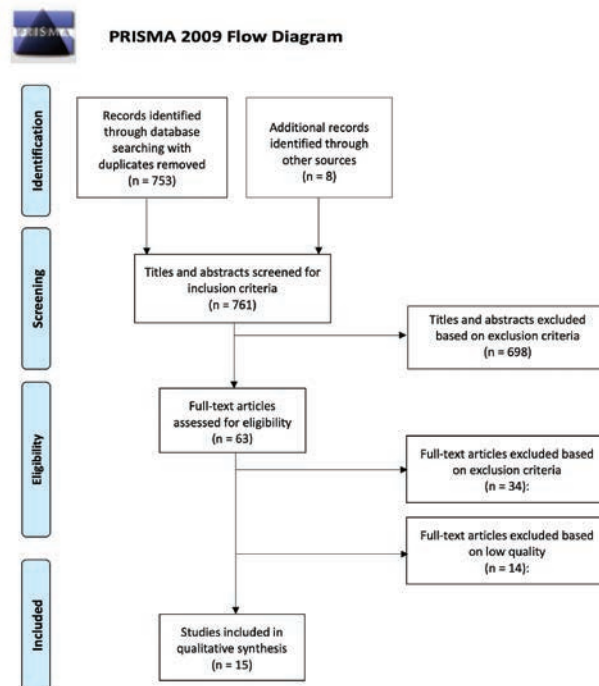 PRISMA
PRISMA 2009 Flow Diagram
Identification
Records identified
through database
searching with
duplicates removed
(n = 753)
Additional records
identified through
other sources
(n = 8)
Screening
Titles and abstracts screened for
inclusion criteria
(n = 761)
Titles and abstracts excluded
based on exclusion criteria
(n = 698)
Eligibility
Full-text articles
assessed for eligibility
(n = 63)
Full-text articles excluded based
on exclusion criteria
(n = 34):
Full-text articles excluded based
on low quality
(n = 14):
Included
Studies included in
qualitative synthesis
(n = 15)